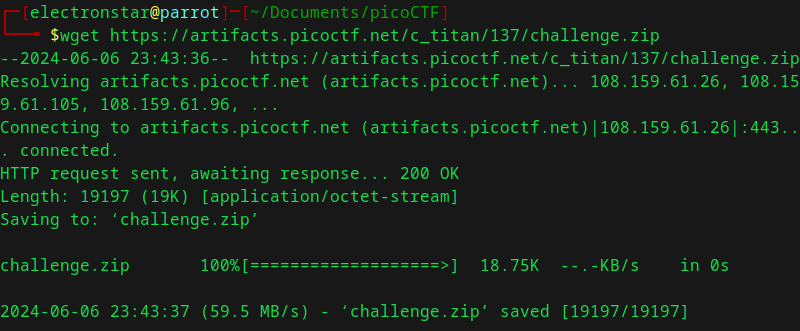 ┌─[electronstar@parrot]─[~/Documents/picoCTF]
└──╼ $wget https://artifacts.picoctf.net/c_titan/137/challenge.zip
--2024-06-06 23:43:36--  https://artifacts.picoctf.net/c_titan/137/challenge.zip
Resolving artifacts.picoctf.net (artifacts.picoctf.net)... 108.159.61.26, 108.15
9.61.105, 108.159.61.96, ...
Connecting to artifacts.picoctf.net (artifacts.picoctf.net)|108.159.61.26|:443..
. connected.
HTTP request sent, awaiting response... 200 OK
Length: 19197 (19K) [application/octet-stream]
Saving to: ‘challenge.zip’
challenge.zip       100%[===================>]  18.75K  --.-KB/s    in 0s
2024-06-06 23:43:37 (59.5 MB/s) - ‘challenge.zip’ saved [19197/19197]